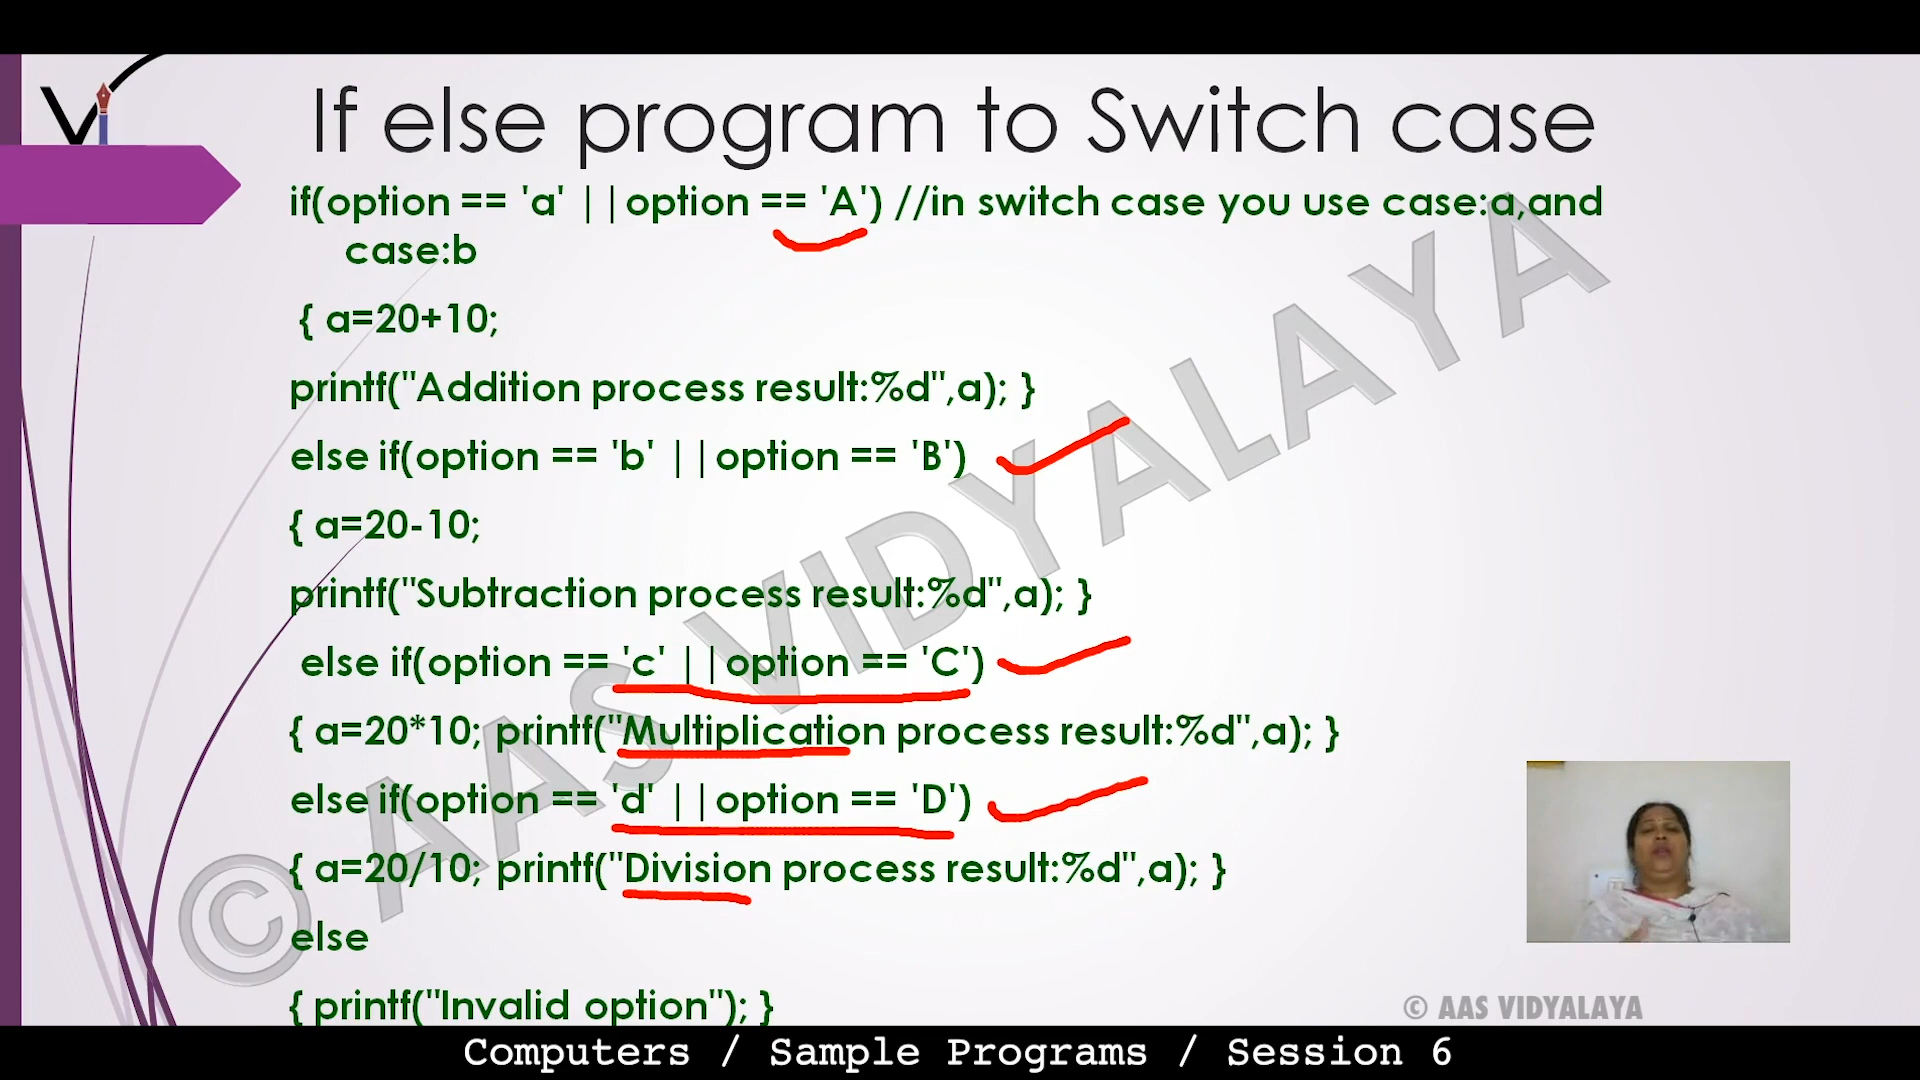 If else program to Switch case
if(option == 'a' ||option == 'A') //in switch case you use case:a,and
case:b
{ a=20+10;
printf("Addition process result:%d",a); }
else if(option == 'b' ||option == 'B')
{ a=20-10;
printf("Subtraction process result:%d",a); }
else if(option == 'c' ||option == 'C')
{ a=20*10; printf("Multiplication process result:%d",a); }
else if(option == 'd' ||option == 'D')
{ a=20/10; printf("Division process result:%d",a); }
else
{ printf("Invalid option"); }
© AAS VIDYALAYA
© AAS VIDYALAYA
Computers / Sample Programs / Session 6